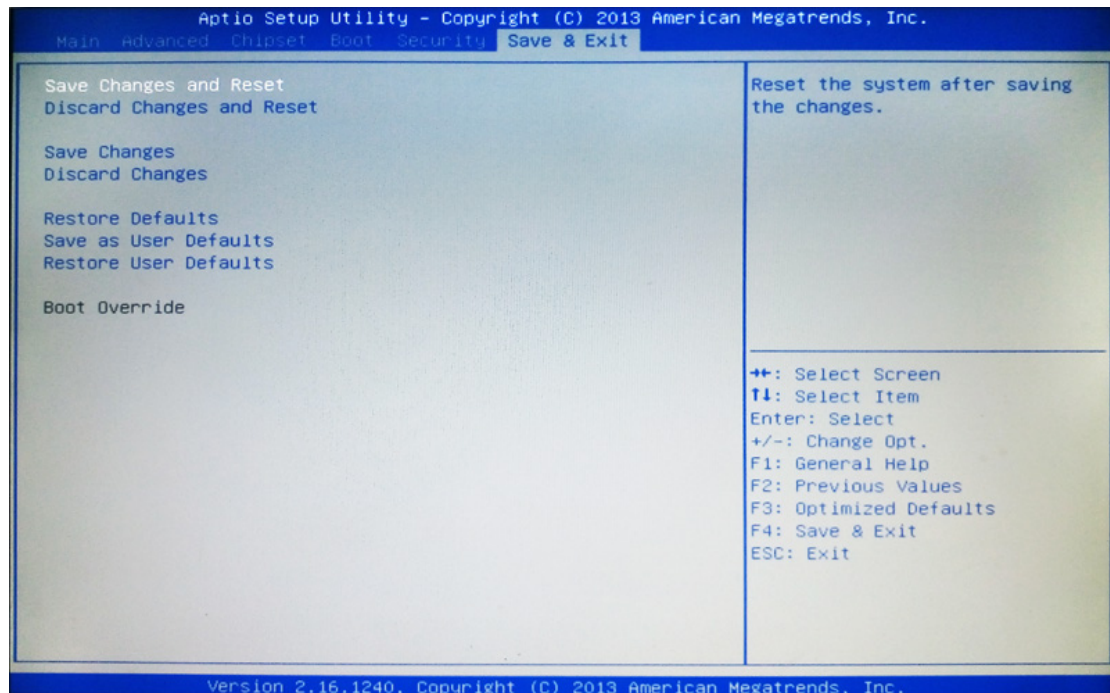 Aptio Setup Utility – Copyright (C) 2013 American Megatrends, Inc.
Main Advanced Chipset Boot Security Save & Exit
Save Changes and Reset
Discard Changes and Reset
Save Changes
Discard Changes
Restore Defaults
Save as User Defaults
Restore User Defaults
Boot Override
Reset the system after saving
the changes.
→←: Select Screen
↑↓: Select Item
Enter: Select
+/-: Change Opt.
F1: General Help
F2: Previous Values
F3: Optimized Defaults
F4: Save & Exit
ESC: Exit
Version 2.16.1240. Copyright (C) 2013 American Megatrends, Inc.